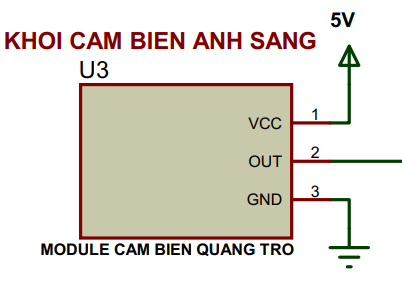 5V
KHOI CAM BIEN ANH SANG
U3
VCC 1
OUT 2
GND 3
MODULE CAM BIEN QUANG TRO